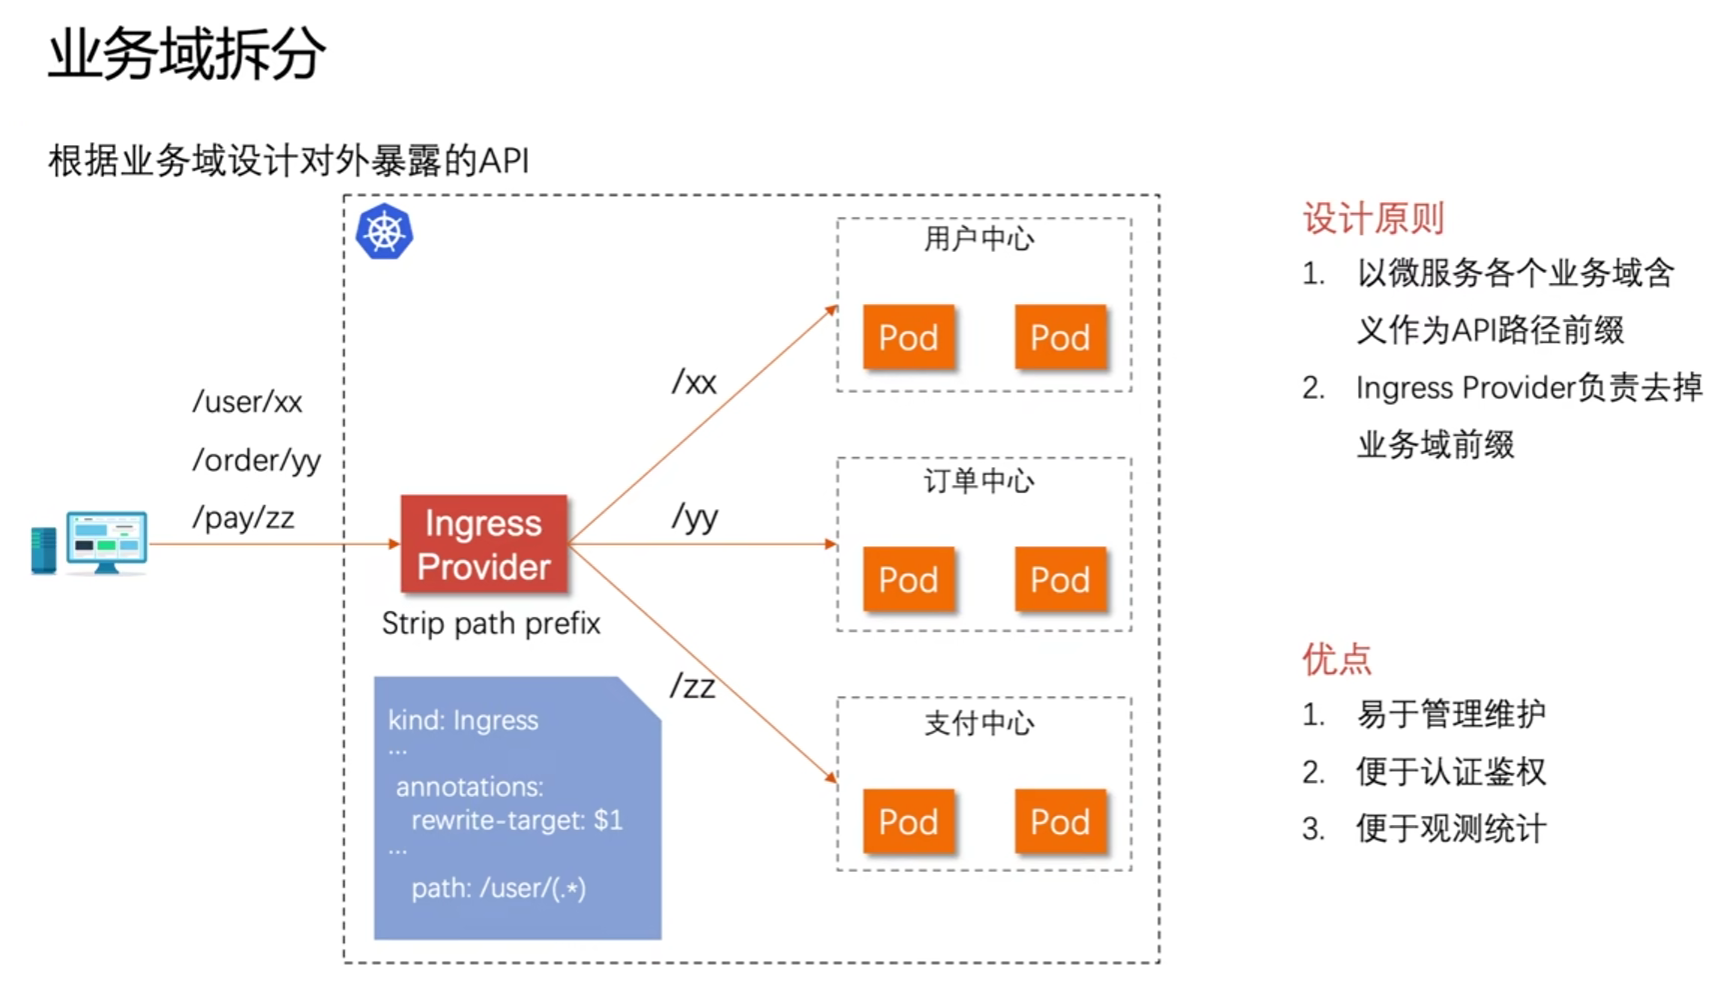 业务域拆分
根据业务域设计对外暴露的API
/user/xx
/order/yy
/pay/zz
Ingress
Provider
Strip path prefix
kind: Ingress
...
annotations:
rewrite-target: $1
...
path: /user/(.*)
/xx
/yy
/zz
用户中心
Pod
Pod
订单中心
Pod
Pod
支付中心
Pod
Pod
设计原则
1. 以微服务各个业务域含
义作为API路径前缀
2. Ingress Provider负责去掉
业务域前缀
优点
1. 易于管理维护
2. 便于认证鉴权
3. 便于观测统计